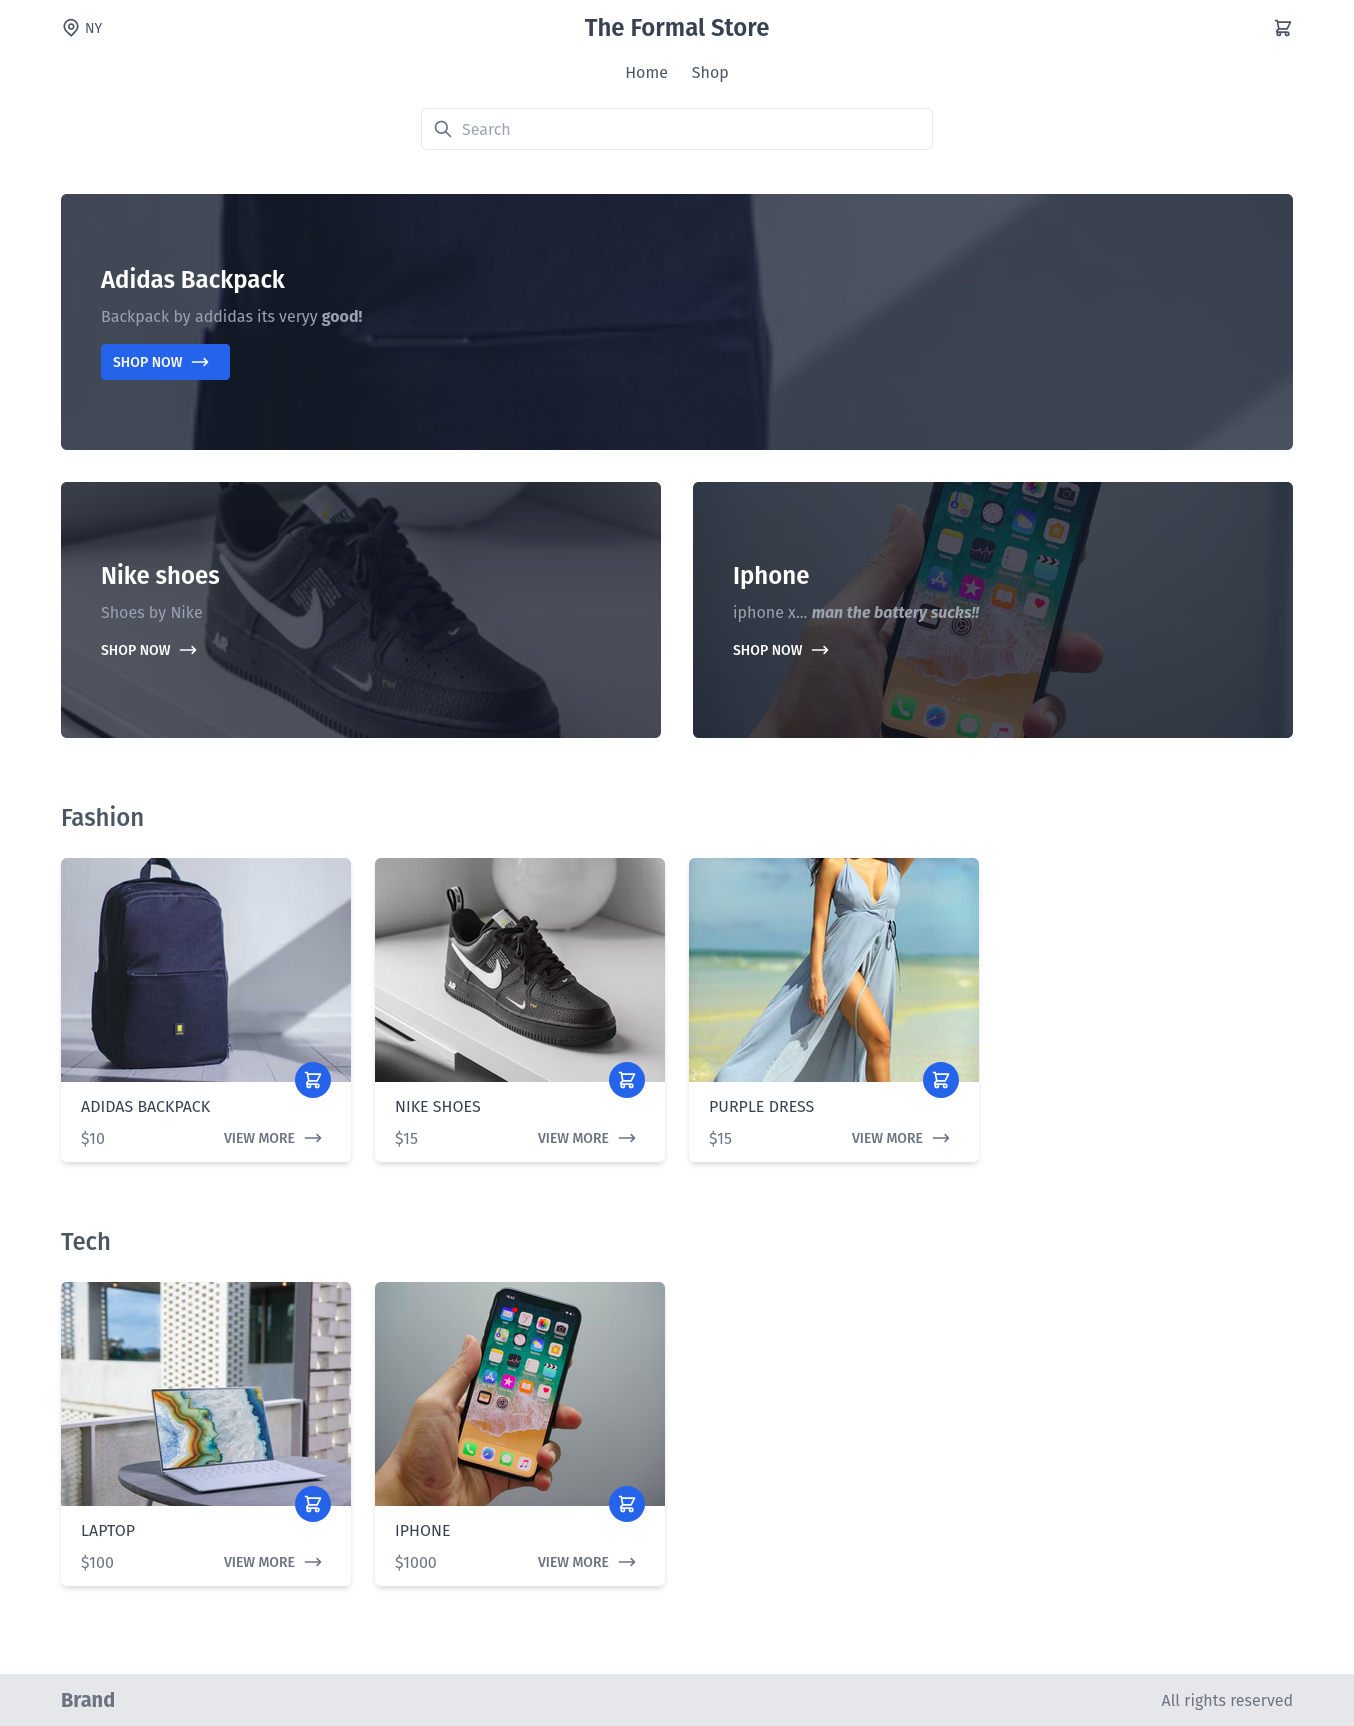 NY
The Formal Store
Home Shop
Search
Adidas Backpack
Backpack by addidas its veryy good!
SHOP NOW
Nike shoes
Shoes by Nike
SHOP NOW
Iphone
iphone x... man the battery sucks!!
SHOP NOW
Fashion
ADIDAS BACKPACK
$10 VIEW MORE
NIKE SHOES
$15 VIEW MORE
PURPLE DRESS
$15 VIEW MORE
Tech
LAPTOP
$100 VIEW MORE
IPHONE
$1000 VIEW MORE
Brand
All rights reserved